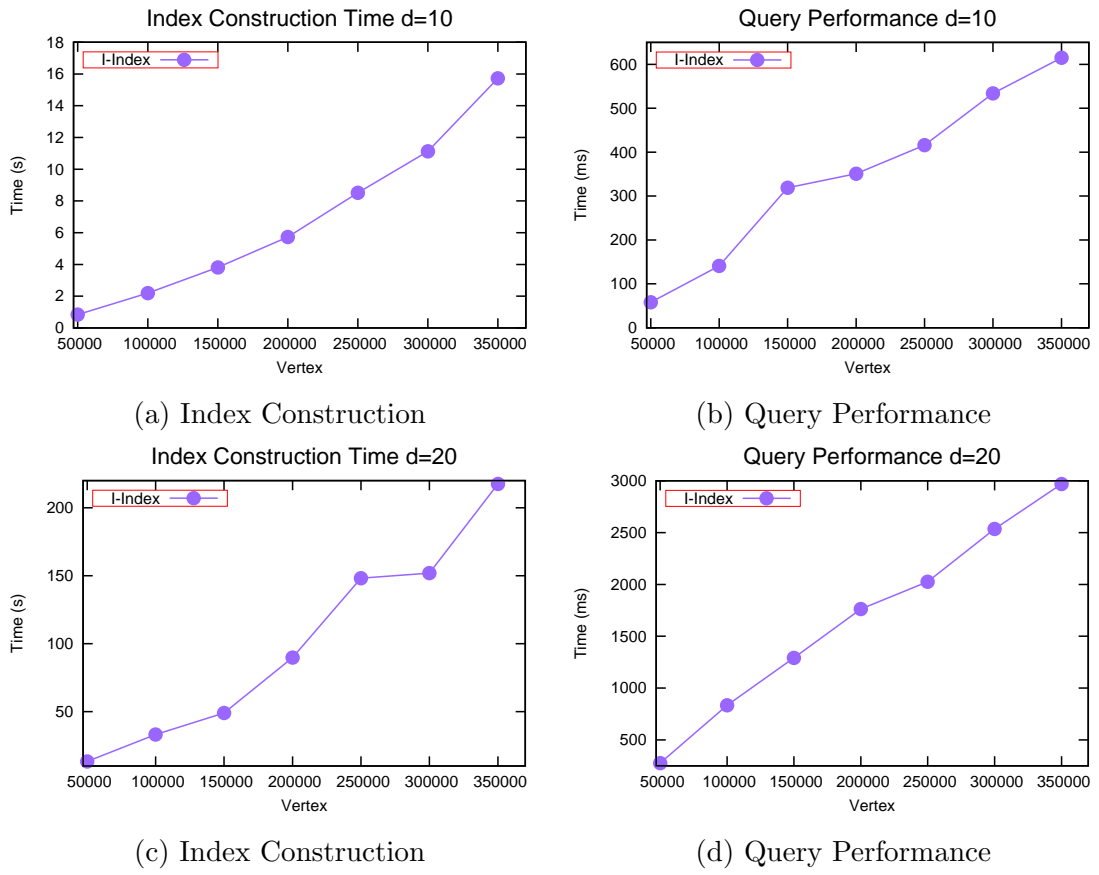 Index Construction Time d=10
18
16
14
12
10
8
6
4
2
0
Time (s)
I-Index
50000 100000 150000 200000 250000 300000 350000
Vertex
(a) Index Construction
Query Performance d=10
600
500
400
300
200
100
0
Time (ms)
I-Index
50000 100000 150000 200000 250000 300000 350000
Vertex
(b) Query Performance
Index Construction Time d=20
200
150
100
50
Time (s)
I-Index
50000 100000 150000 200000 250000 300000 350000
Vertex
(c) Index Construction
Query Performance d=20
3000
2500
2000
1500
1000
500
Time (ms)
I-Index
50000 100000 150000 200000 250000 300000 350000
Vertex
(d) Query Performance